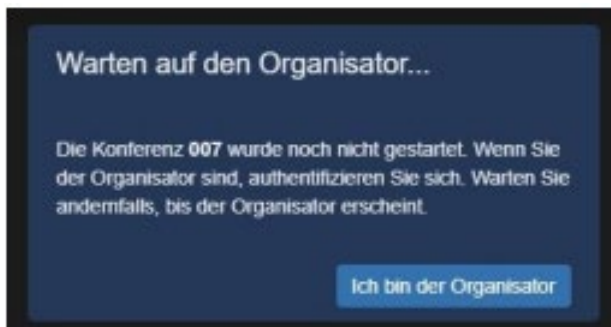 Warten auf den Organisator...
Die Konferenz 007 wurde noch nicht gestartet. Wenn Sie
der Organisator sind, authentifizieren Sie sich. Warten Sie
andernfalls, bis der Organisator erscheint.
Ich bin der Organisator